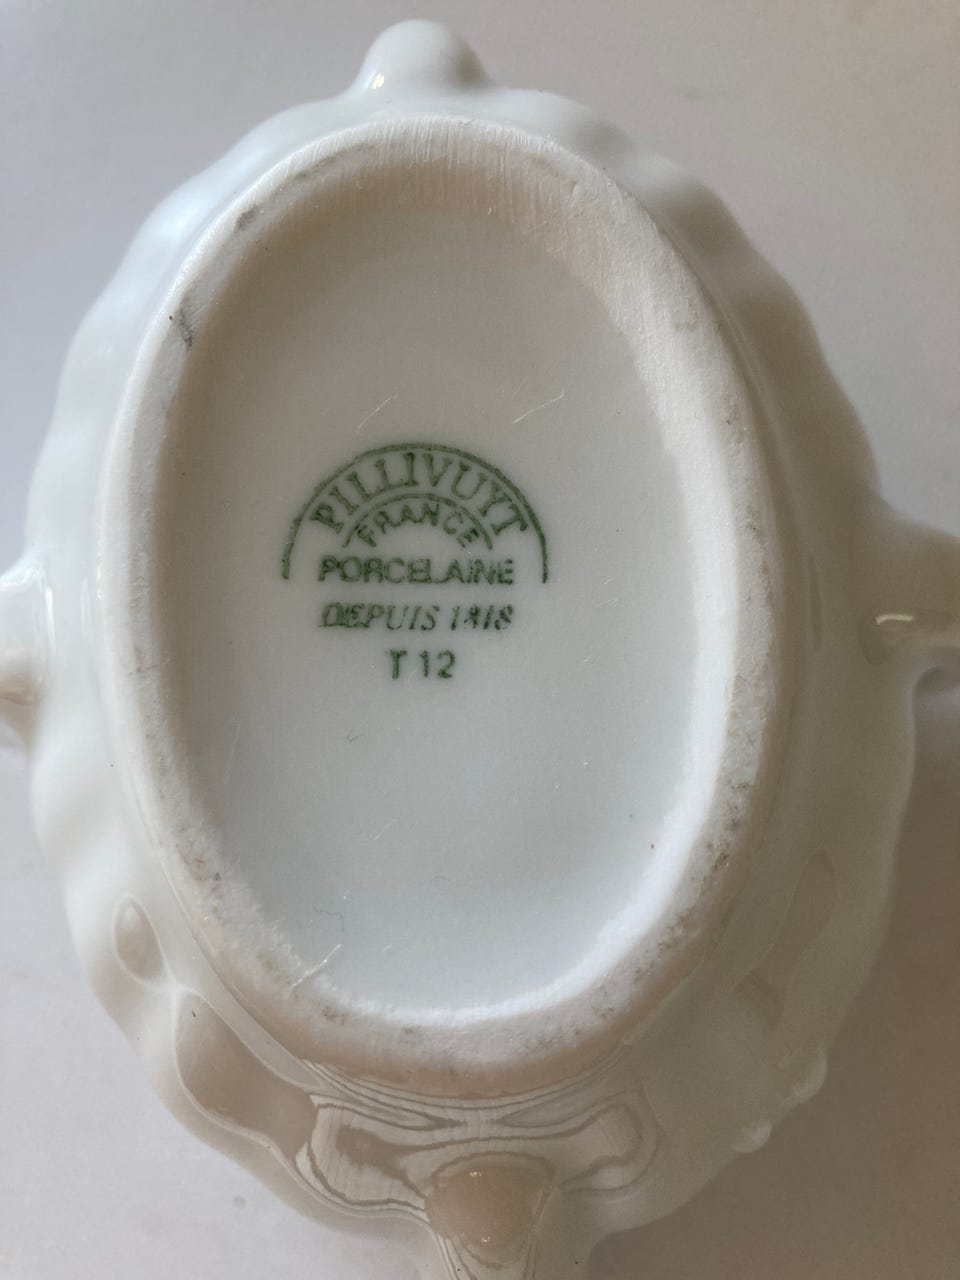 PILLIVUYT
FRANCE
PORCELAINE
DEPUIS 1818
T 12